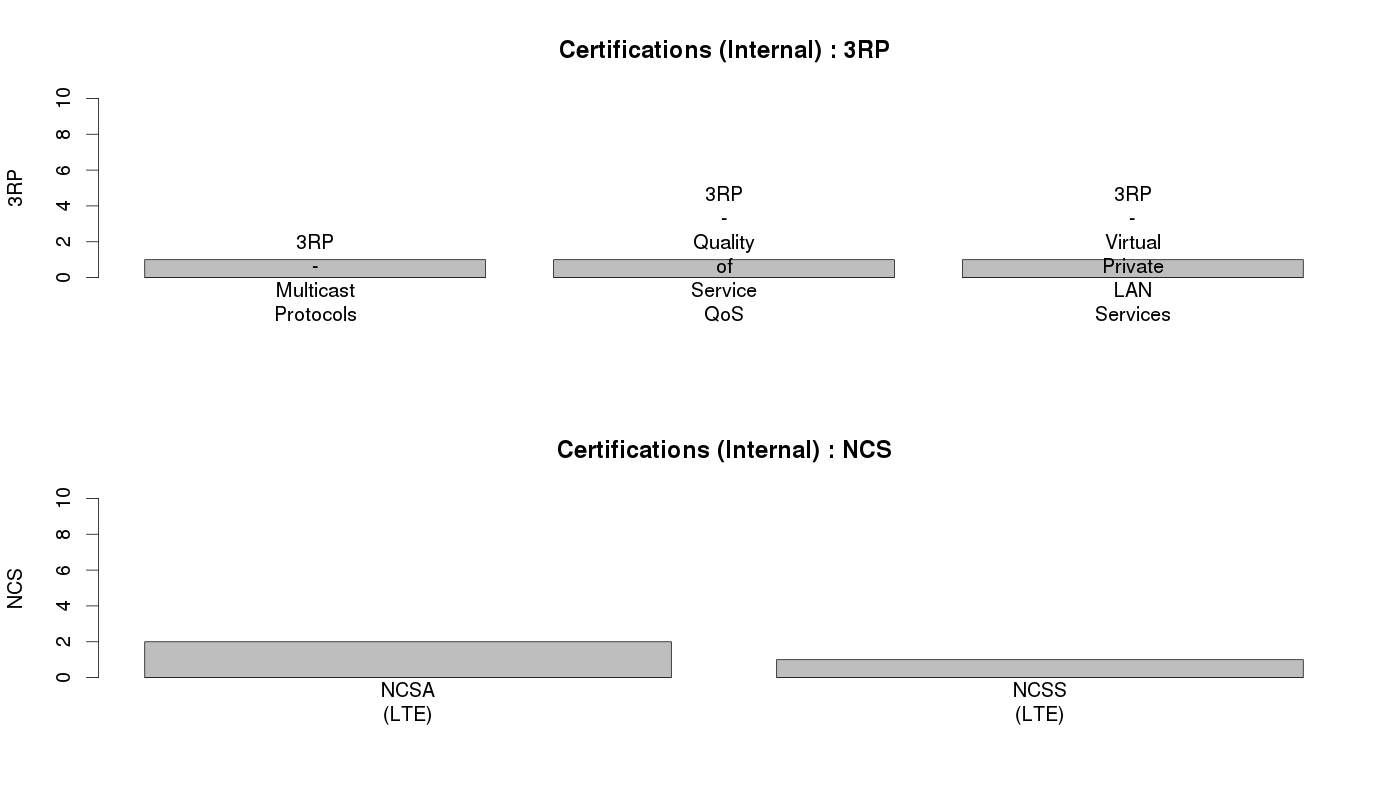 Certifications (Internal) : 3RP
3RP
0 2 4 6 8 10
3RP
-
Multicast
Protocols
3RP
-
Quality
of
Service
QoS
3RP
-
Virtual
Private
LAN
Services
Certifications (Internal) : NCS
NCS
0 2 4 6 8 10
NCSA
(LTE)
NCSS
(LTE)